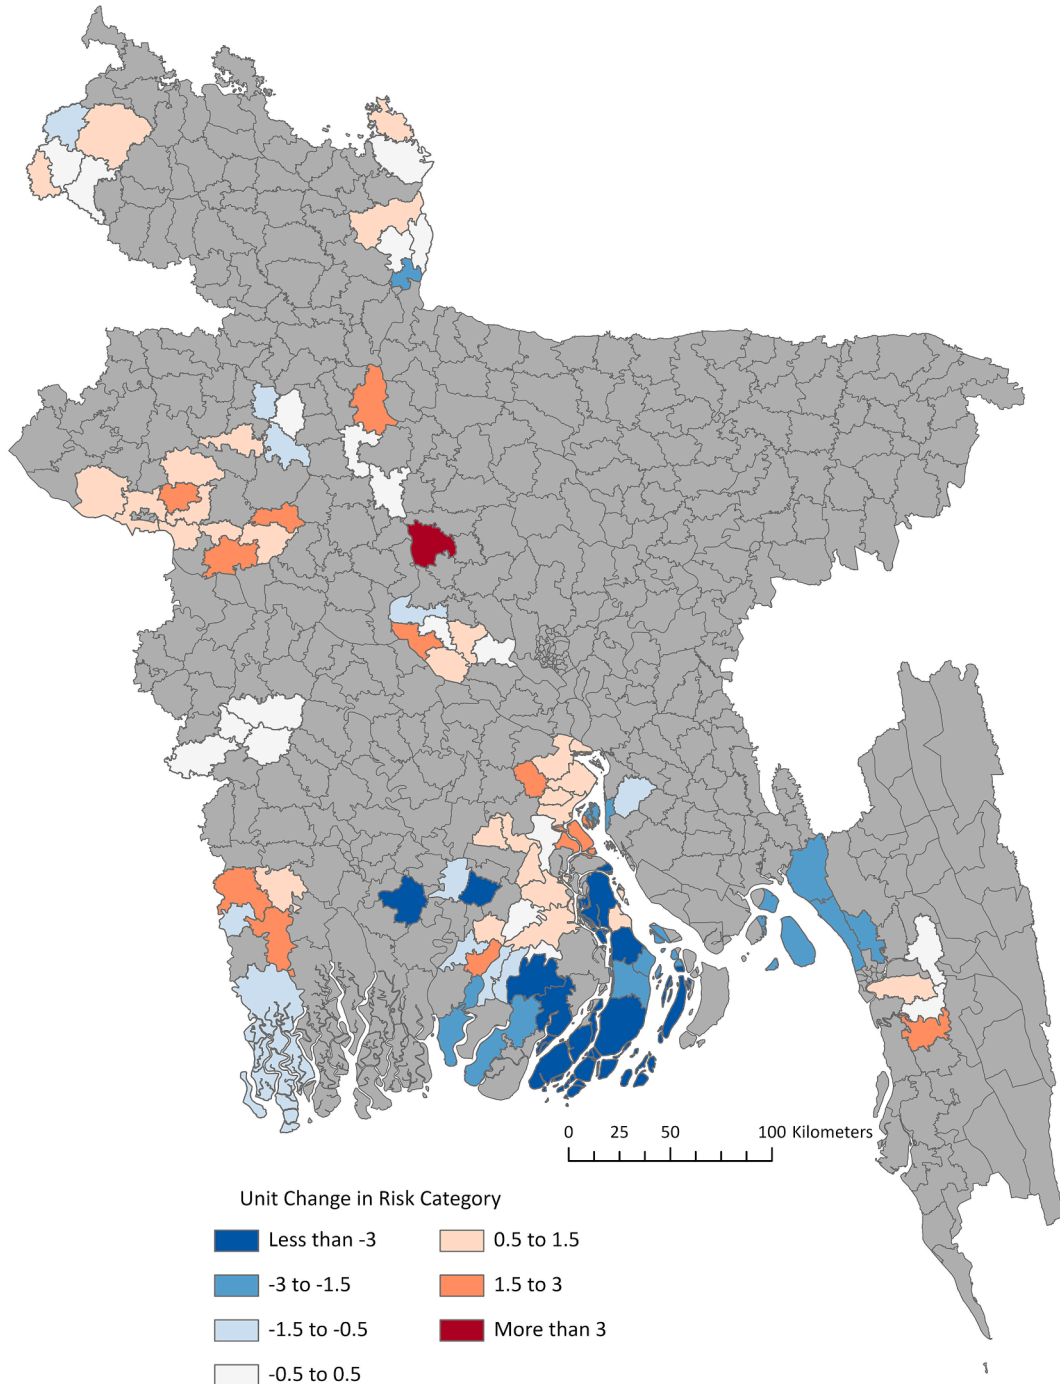 0 25 50 100 Kilometers
Unit Change in Risk Category
Less than -3
-3 to -1.5
-1.5 to -0.5
-0.5 to 0.5
0.5 to 1.5
1.5 to 3
More than 3